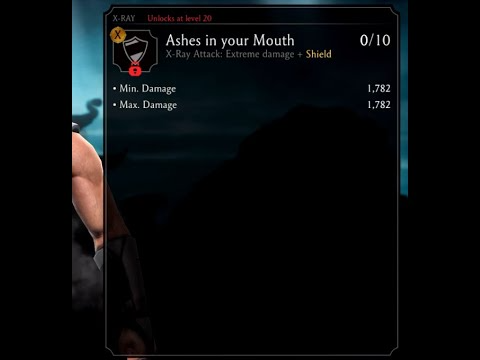 X-RAY Unlocks at level 20
X
Ashes in your Mouth 0/10
X-Ray Attack: Extreme damage + Shield
• Min. Damage 1,782
• Max. Damage 1,782